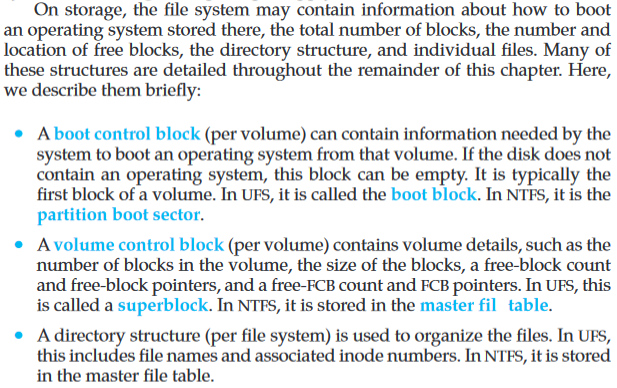 On storage, the file system may contain information about how to boot
an operating system stored there, the total number of blocks, the number and
location of free blocks, the directory structure, and individual files. Many of
these structures are detailed throughout the remainder of this chapter. Here,
we describe them briefly:
• A boot control block (per volume) can contain information needed by the
system to boot an operating system from that volume. If the disk does not
contain an operating system, this block can be empty. It is typically the
first block of a volume. In UFS, it is called the boot block. In NTFS, it is the
partition boot sector.
• A volume control block (per volume) contains volume details, such as the
number of blocks in the volume, the size of the blocks, a free-block count
and free-block pointers, and a free-FCB count and FCB pointers. In UFS, this
is called a superblock. In NTFS, it is stored in the master fil table.
• A directory structure (per file system) is used to organize the files. In UFS,
this includes file names and associated inode numbers. In NTFS, it is stored
in the master file table.